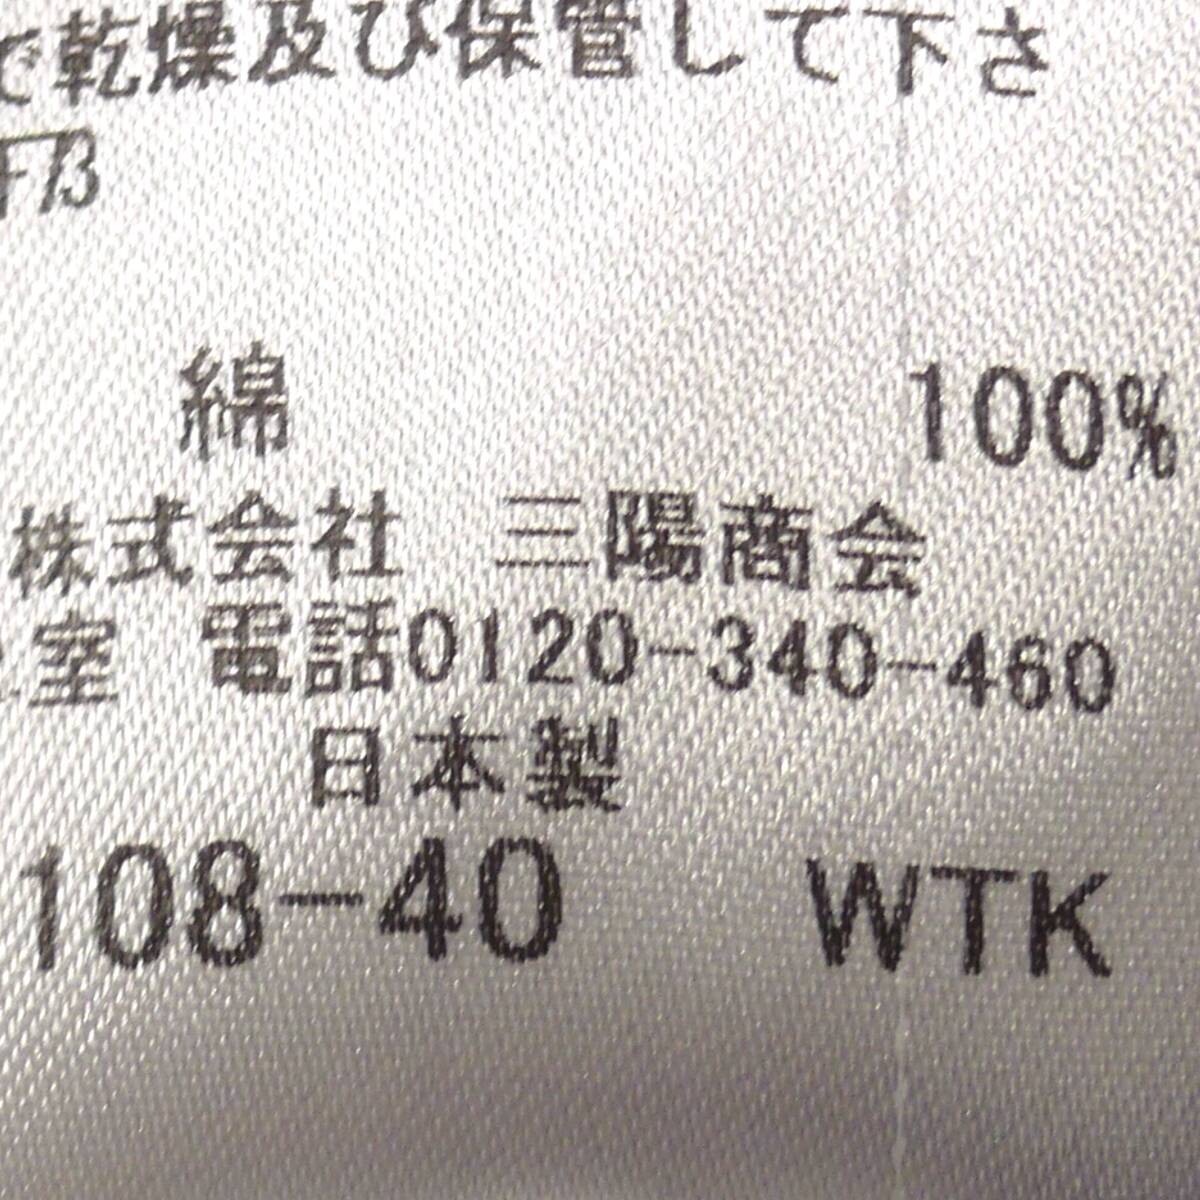 で乾燥及び保管して下さ
綿 100%
株式会社 三陽商会
室 電話0120-340-460
日本製
108-40 WTK